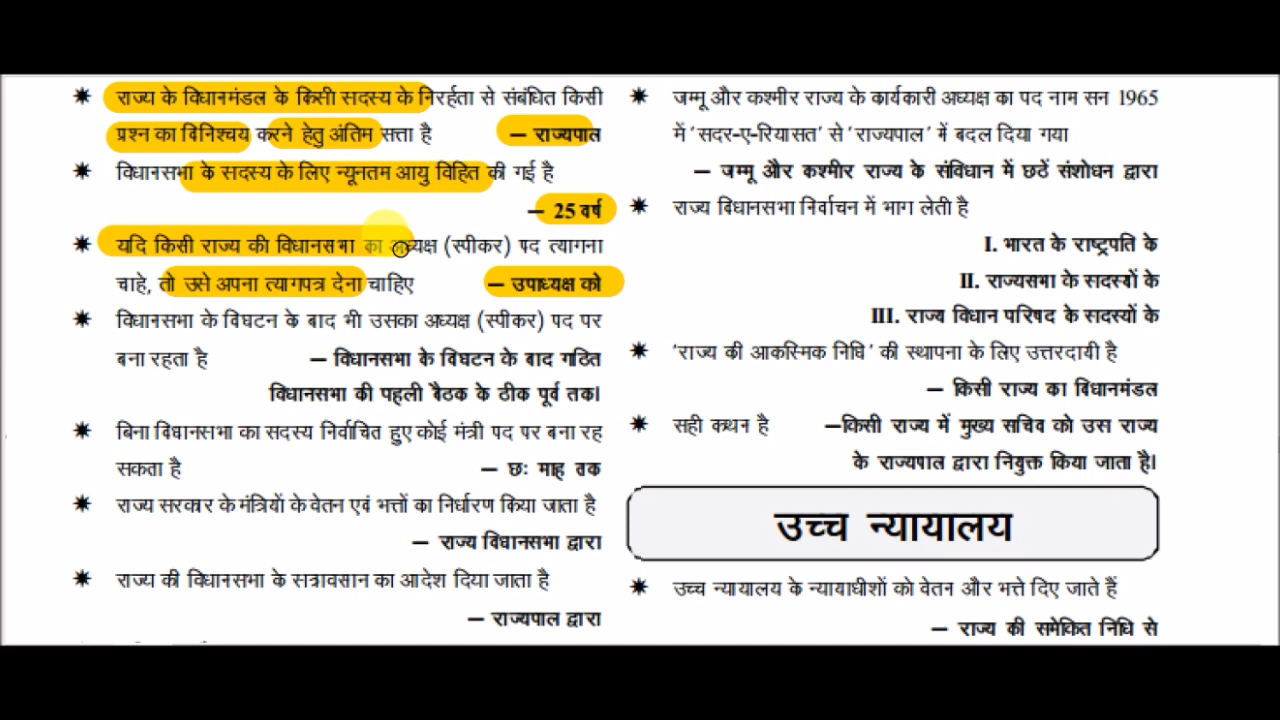 ✷ राज्य के विधानमंडल के किसी सदस्य के निरर्हता से संबंधित किसी
प्रश्न का विनिश्चय करने हेतु अंतिम सत्ता है – राज्यपाल
✷ विधानसभा के सदस्य के लिए न्यूनतम आयु विहित की गई है
– 25 वर्ष
✷ यदि किसी राज्य की विधानसभा का अध्यक्ष (स्पीकर) पद त्यागना
चाहे, तो उसे अपना त्यागपत्र देना चाहिए – उपाध्यक्ष को
✷ विधानसभा के विघटन के बाद भी उसका अध्यक्ष (स्पीकर) पद पर
बना रहता है – विधानसभा के विघटन के बाद गठित
विधानसभा की पहली बैठक के ठीक पूर्व तक।
✷ बिना विधानसभा का सदस्य निर्वाचित हुए कोई मंत्री पद पर बना रह
सकता है – छः माह तक
✷ राज्य सरकार के मंत्रियों के वेतन एवं भत्तों का निर्धारण किया जाता है
– राज्य विधानसभा द्वारा
✷ राज्य की विधानसभा के सत्रावसान का आदेश दिया जाता है
– राज्यपाल द्वारा
✷ जम्मू और कश्मीर राज्य के कार्यकारी अध्यक्ष का पद नाम सन 1965
में 'सदर-ए-रियासत' से 'राज्यपाल' में बदल दिया गया
– जम्मू और कश्मीर राज्य के संविधान में छठें संशोधन द्वारा
✷ राज्य विधानसभा निर्वाचन में भाग लेती है
I. भारत के राष्ट्रपति के
II. राज्यसभा के सदस्यों के
III. राज्य विधान परिषद के सदस्यों के
✷ 'राज्य की आकस्मिक निधि' की स्थापना के लिए उत्तरदायी है
– किसी राज्य का विधानमंडल
✷ सही कथन है –किसी राज्य में मुख्य सचिव को उस राज्य
के राज्यपाल द्वारा नियुक्त किया जाता है।
उच्च न्यायालय
✷ उच्च न्यायालय के न्यायाधीशों को वेतन और भत्ते दिए जाते हैं
– राज्य की समेकित निधि से